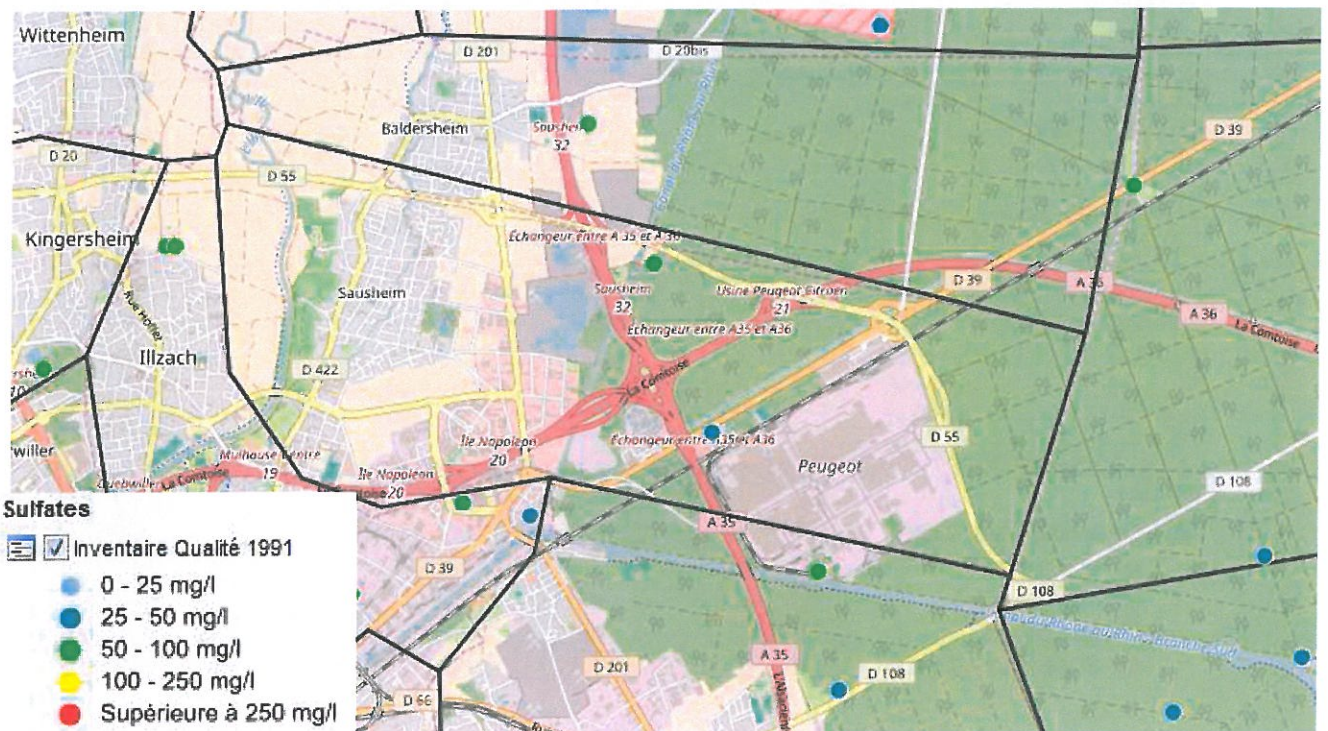 Wittenheim
D 201
D 20bis
Baldersheim
Sausheim
32
D 39
D 20
D 55
Kingersheim
Échangeur entre A 35 et A 36
Sausheim
Sausheim
32
Usine Peugeot Citroën
21
D 39
A 36
A 36
La Comtoise
Rue Hoffet
Échangeur entre A35 et A36
Illzach
D 422
La Comtoise
10
Île Napoléon
20
Échangeur entre A35 et A36
D 55
Peugeot
Mulhouse Centre
19
Île Napoléon
20
La Comtoise
D 108
A 35
D 39
D 108
D 201
A 35
D 108
D 66
Sulfates
Inventaire Qualité 1991
0 - 25 mg/l
25 - 50 mg/l
50 - 100 mg/l
100 - 250 mg/l
Supérieure à 250 mg/l